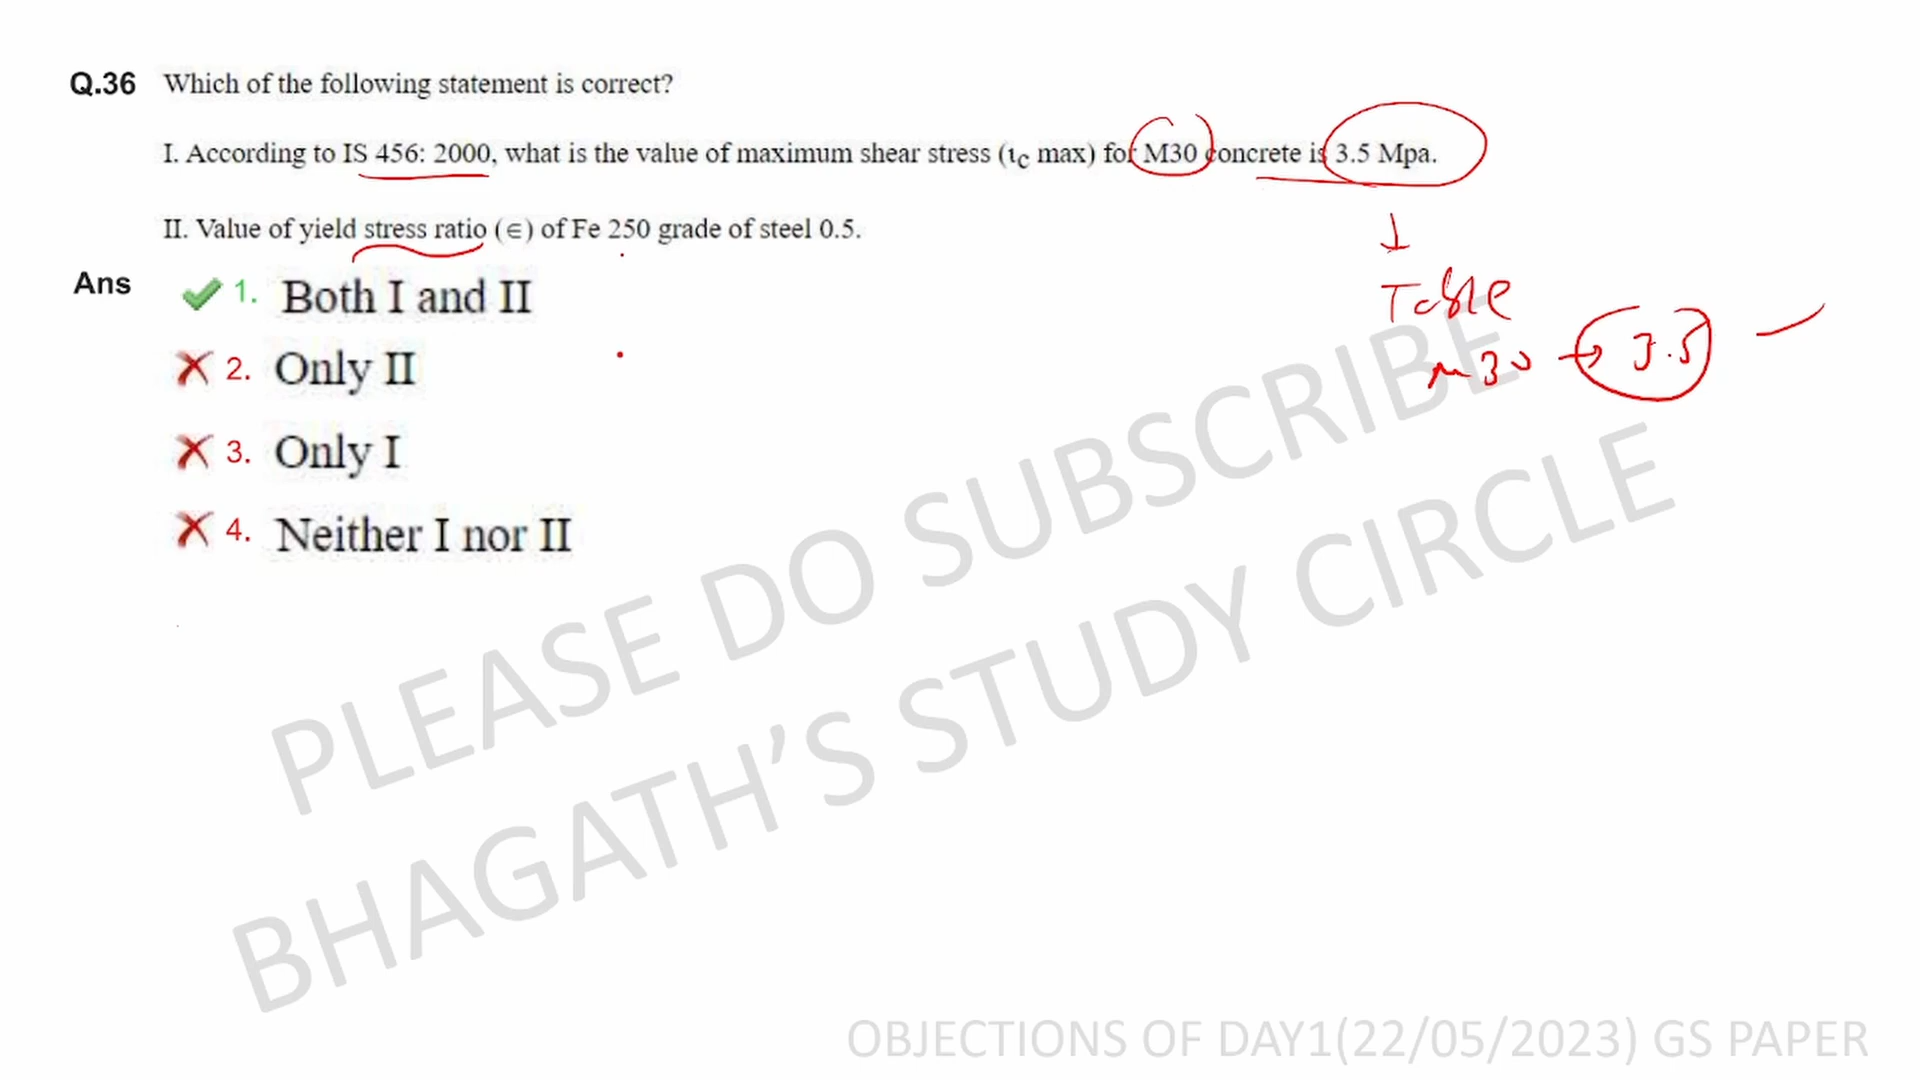 Q.36 Which of the following statement is correct?
I. According to IS 456: 2000, what is the value of maximum shear stress (τc max) for M30 concrete is 3.5 Mpa.
II. Value of yield stress ratio (∈) of Fe 250 grade of steel 0.5.
Ans 1. Both I and II
2. Only II
3. Only I
4. Neither I nor II
Table
M30 → 3.5
PLEASE DO SUBSCRIBE
BHAGATH'S STUDY CIRCLE
OBJECTIONS OF DAY1(22/05/2023) GS PAPER